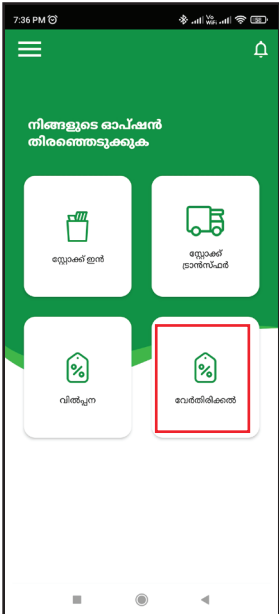 7:36 PM
നിങ്ങളുടെ ഓപ്ഷൻ
തിരഞ്ഞെടുക്കുക
സ്റ്റോക്ക് ഇൻ
സ്റ്റോക്ക്
ട്രാൻസ്ഫർ
വിൽപ്പന
വേർതിരിക്കൽ